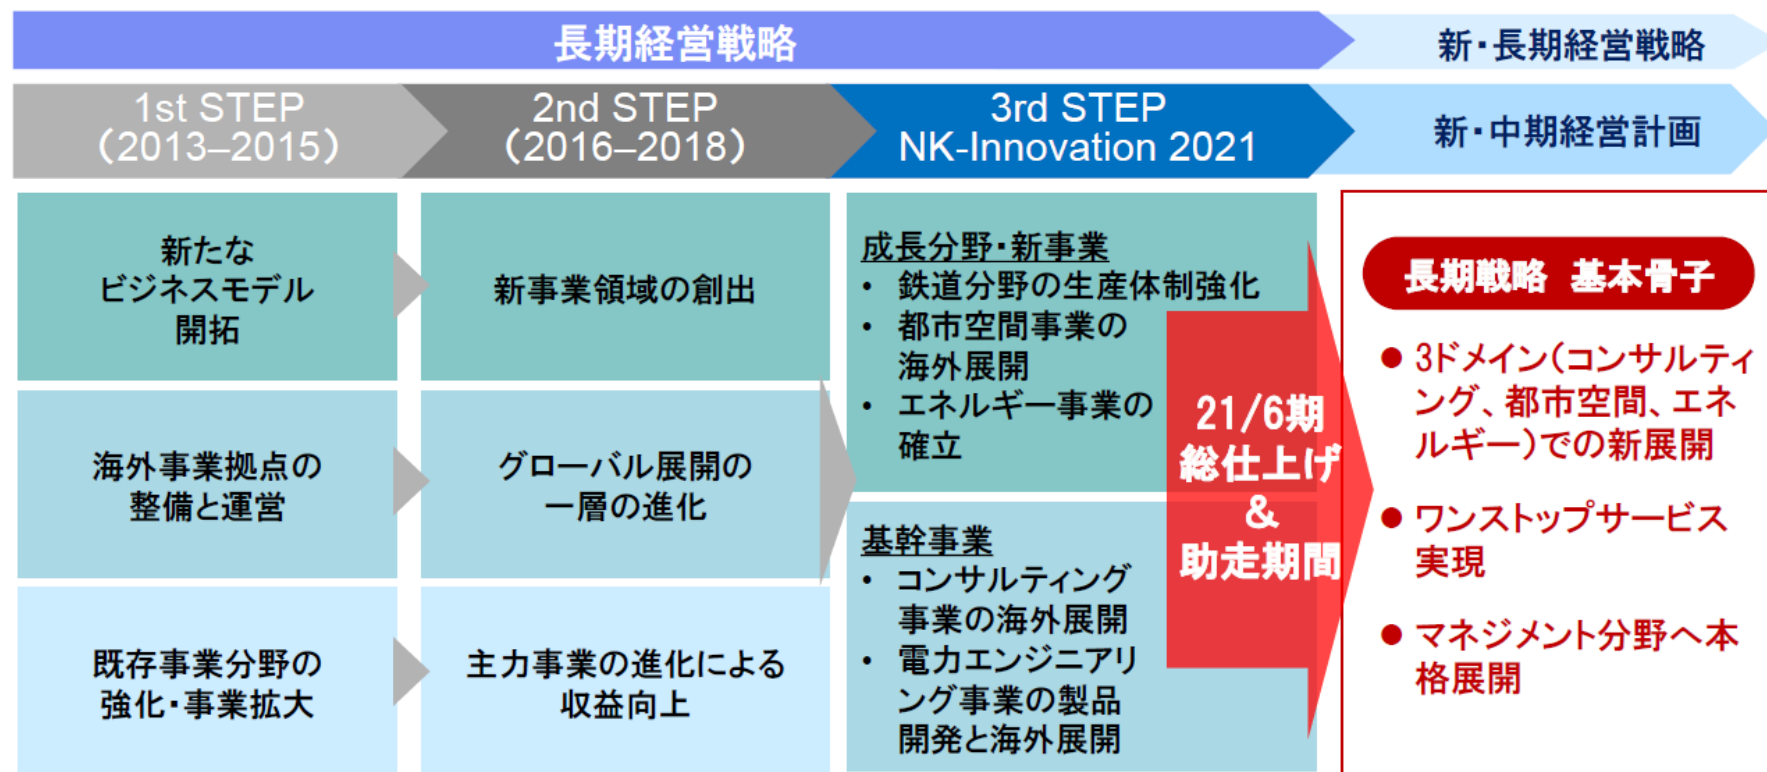 長期経営戦略
新・長期経営戦略
1st STEP
（2013–2015）
2nd STEP
（2016–2018）
3rd STEP
NK-Innovation 2021
新・中期経営計画
新たな
ビジネスモデル
開拓
海外事業拠点の
整備と運営
既存事業分野の
強化・事業拡大
新事業領域の創出
グローバル展開の
一層の進化
主力事業の進化による
収益向上
成長分野・新事業
• 鉄道分野の生産体制強化
• 都市空間事業の
海外展開
• エネルギー事業の
確立
基幹事業
• コンサルティング
事業の海外展開
• 電力エンジニアリ
ング事業の製品
開発と海外展開
21/6期
総仕上げ
&
助走期間
長期戦略 基本骨子
● 3ドメイン（コンサルティ
ング、都市空間、エネ
ルギー）での新展開
● ワンストップサービス
実現
● マネジメント分野へ本
格展開